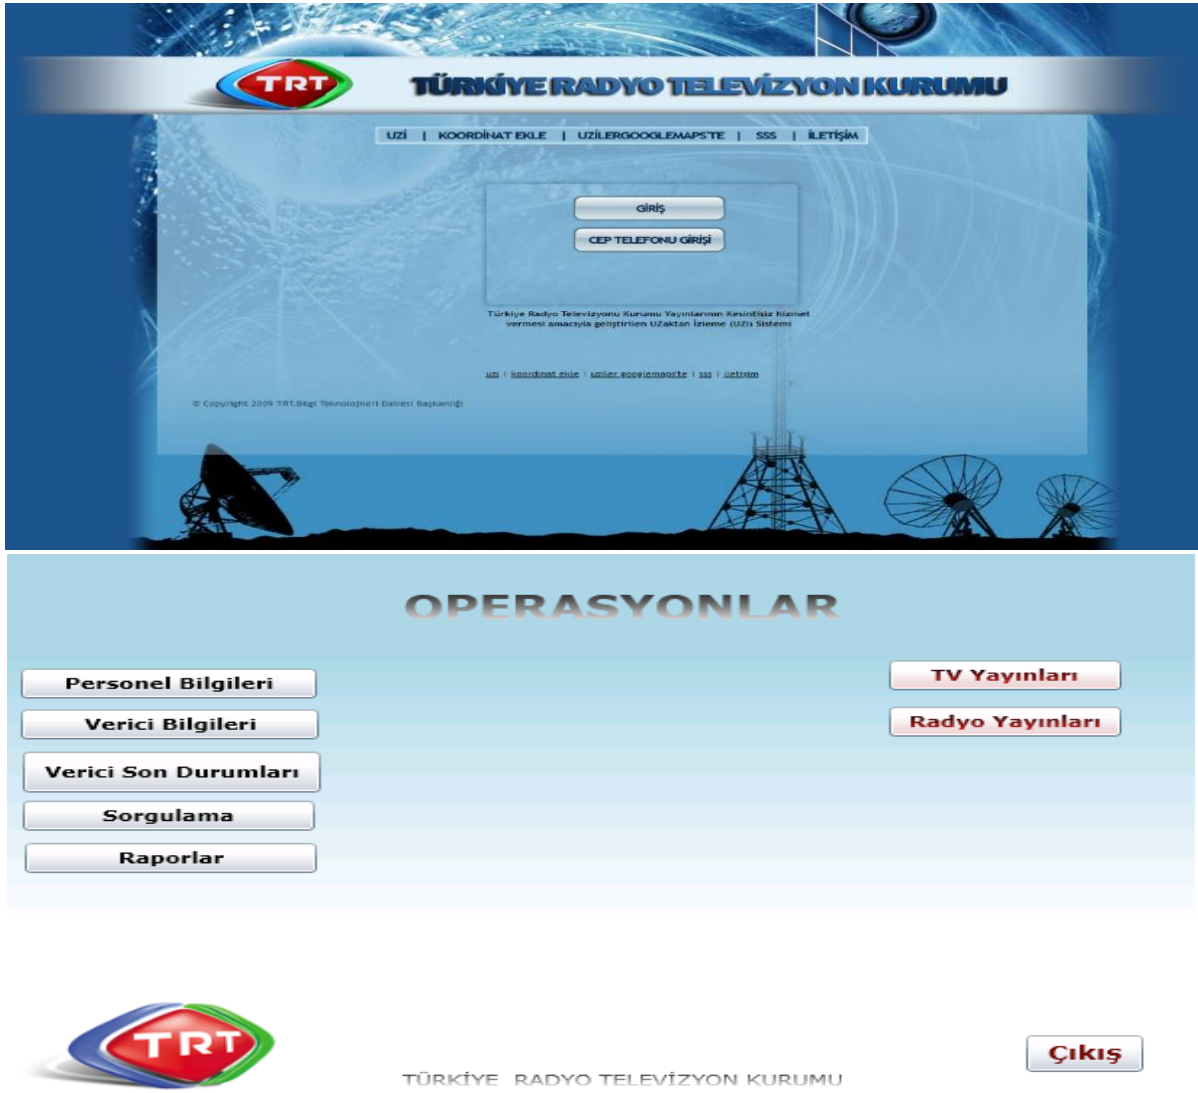 TRT
TÜRKİYE RADYO TELEVİZYON KURUMU
UZİ | KOORDİNAT EKLE | UZİLERGOOGLEMAPS'TE | SSS | İLETİŞİM
GİRİŞ
CEP TELEFONU GİRİŞİ
Türkiye Radyo Televizyonu Kurumu Yayınlarının Kesintisiz hizmet
vermesi amacıyla geliştirilen UZaktan İzleme (UZİ) Sistemi
uzi | koordinat ekle | uziler googlemaps'te | sss | iletişim
© Copyright 2009 TRT.Bilgi Teknolojileri Dairesi Başkanlığı
OPERASYONLAR
Personel Bilgileri
Verici Bilgileri
Verici Son Durumları
Sorgulama
Raporlar
TV Yayınları
Radyo Yayınları
TRT
TÜRKİYE RADYO TELEVİZYON KURUMU
Çıkış